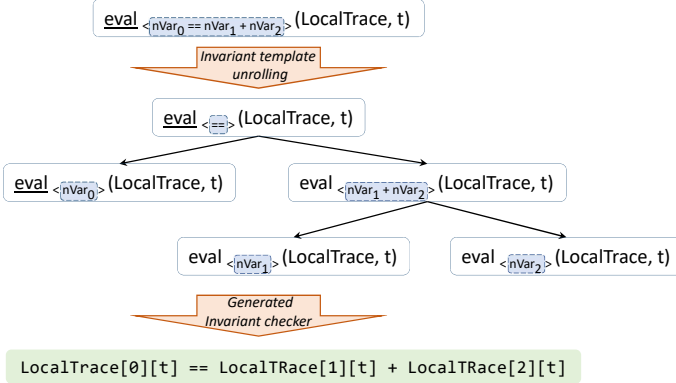 eval <nVar0 == nVar1 + nVar2> (LocalTrace, t)
Invariant template
unrolling
eval <==> (LocalTrace, t)
eval <nVar0> (LocalTrace, t)
eval <nVar1 + nVar2> (LocalTrace, t)
eval <nVar1> (LocalTrace, t)
eval <nVar2> (LocalTrace, t)
Generated
Invariant checker
LocalTrace[0][t] == LocalTRace[1][t] + LocalTRace[2][t]